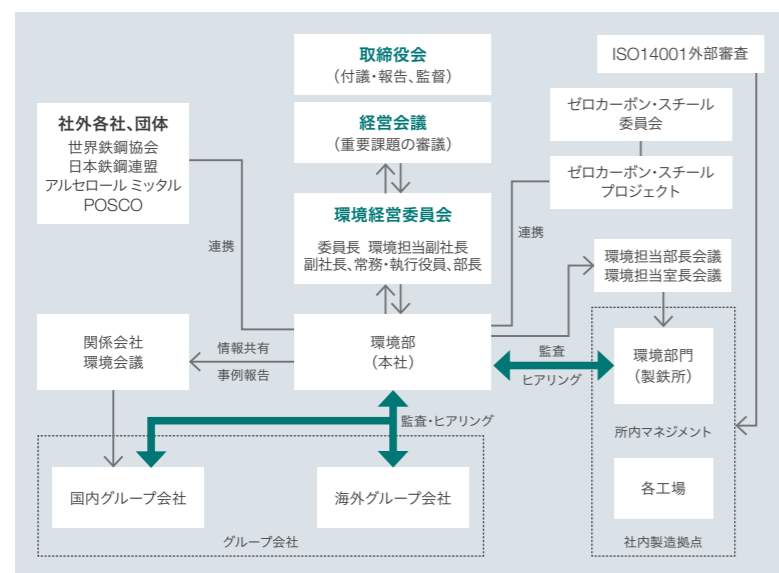 取締役会
（付議・報告、監督）
ISO14001外部審査
社外各社、団体
世界鉄鋼協会
日本鉄鋼連盟
アルセロール ミッタル
POSCO
経営会議
（重要課題の審議）
ゼロカーボン・スチール
委員会
ゼロカーボン・スチール
プロジェクト
環境経営委員会
委員長 環境担当副社長
副社長、常務・執行役員、部長
連携
連携
環境担当部長会議
環境担当室長会議
関係会社
環境会議
情報共有
事例報告
環境部
（本社）
監査
ヒアリング
環境部門
（製鉄所）
監査・ヒアリング
所内マネジメント
国内グループ会社
海外グループ会社
各工場
グループ会社
社内製造拠点